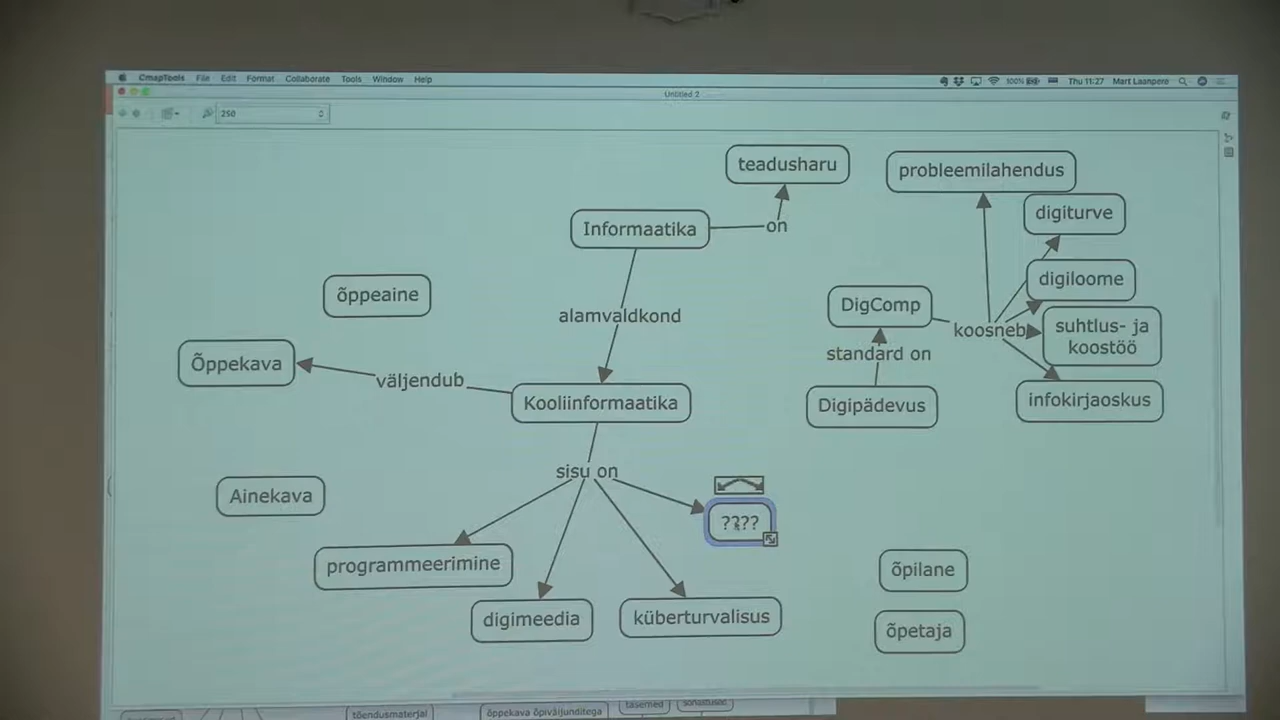 CmapTools File Edit Format Collaborate Tools Window Help
100% Thu 11:27 Mart Laanpere
Untitled 2
250
teadusharu
probleemilahendus
digiturve
Informaatika
on
digiloome
õppeaine
DigComp
alamvaldkond
koosneb
suhtlus- ja
koostöö
standard on
Õppekava
väljendub
Kooliinformaatika
Digipädevus
infokirjaoskus
sisu on
Ainekava
????
programmeerimine
õpilane
digimeedia
küberturvalisus
õpetaja
tõendusmaterjal
õppekava õpiväljunditega
tasemed